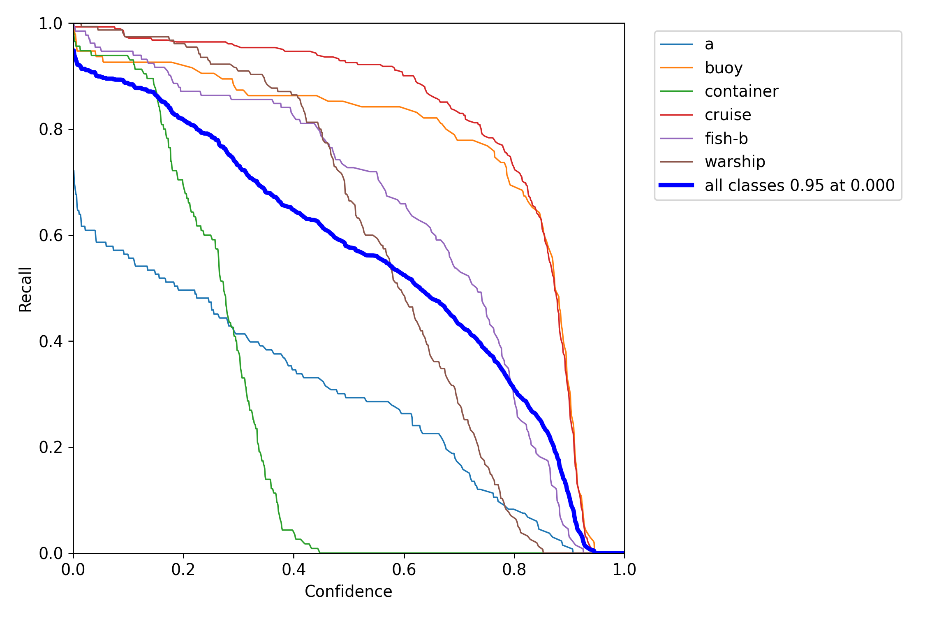 1.0
0.8
0.6
0.4
0.2
0.0
Recall
0.0 0.2 0.4 0.6 0.8 1.0
Confidence
a
buoy
container
cruise
fish-b
warship
all classes 0.95 at 0.000